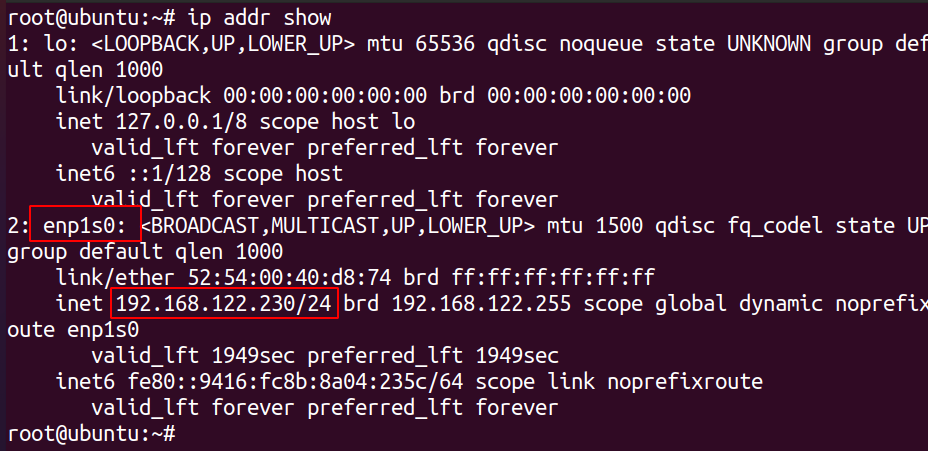 root@ubuntu:~# ip addr show
1: lo: <LOOPBACK,UP,LOWER_UP> mtu 65536 qdisc noqueue state UNKNOWN group defa
ult qlen 1000
    link/loopback 00:00:00:00:00:00 brd 00:00:00:00:00:00
    inet 127.0.0.1/8 scope host lo
       valid_lft forever preferred_lft forever
    inet6 ::1/128 scope host
       valid_lft forever preferred_lft forever
2: enp1s0: <BROADCAST,MULTICAST,UP,LOWER_UP> mtu 1500 qdisc fq_codel state UP
group default qlen 1000
    link/ether 52:54:00:40:d8:74 brd ff:ff:ff:ff:ff:ff
    inet 192.168.122.230/24 brd 192.168.122.255 scope global dynamic noprefix
oute enp1s0
       valid_lft 1949sec preferred_lft 1949sec
    inet6 fe80::9416:fc8b:8a04:235c/64 scope link noprefixroute
       valid_lft forever preferred_lft forever
root@ubuntu:~#